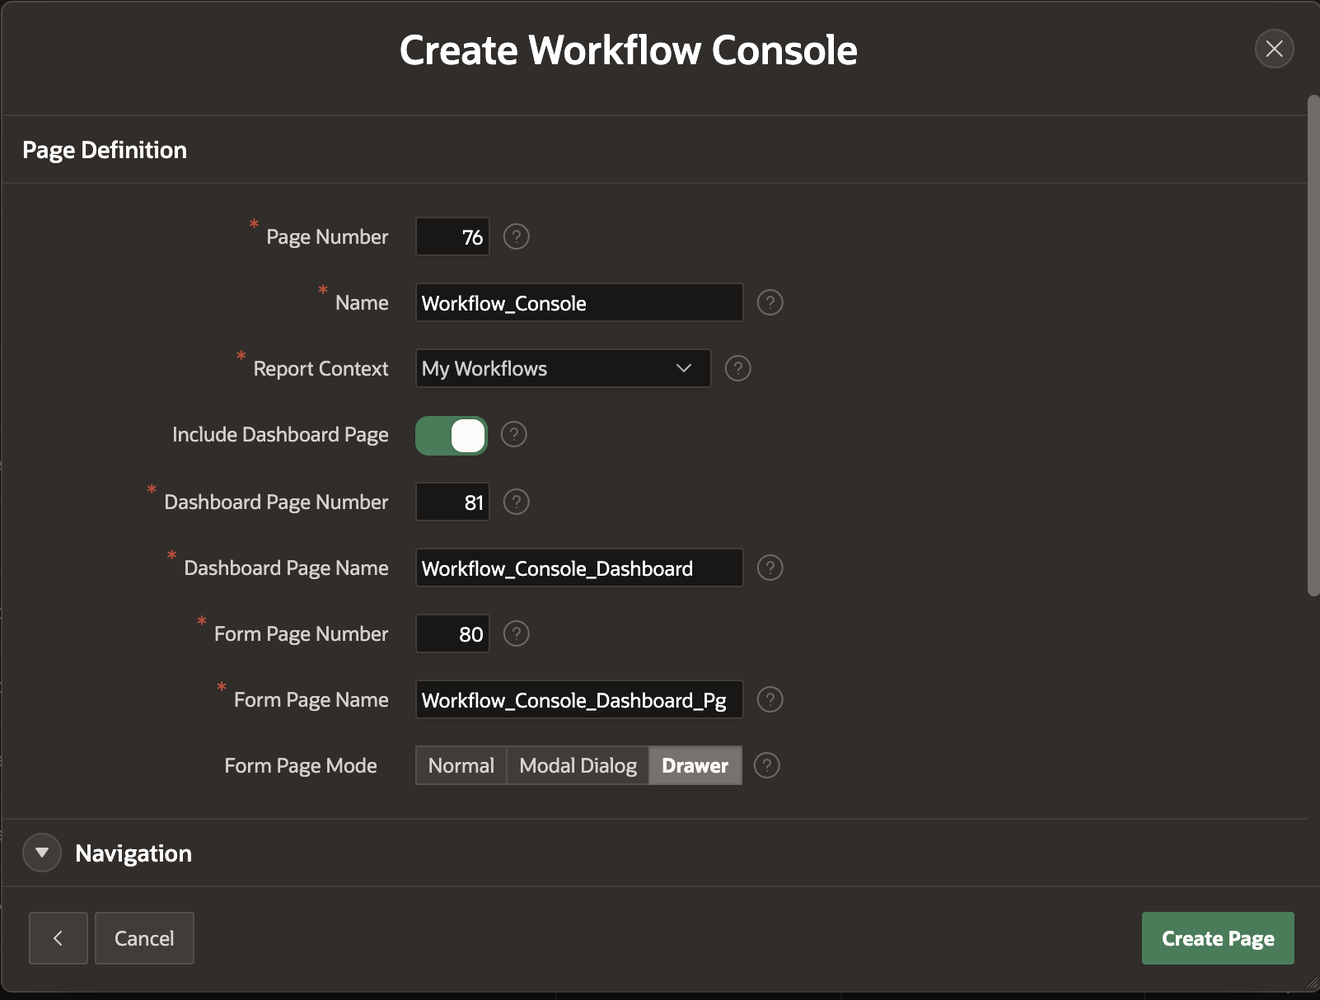 Create Workflow Console
Page Definition
* Page Number 76 ?
* Name Workflow_Console ?
* Report Context My Workflows ?
Include Dashboard Page ?
* Dashboard Page Number 81 ?
* Dashboard Page Name Workflow_Console_Dashboard ?
* Form Page Number 80 ?
* Form Page Name Workflow_Console_Dashboard_Pg ?
Form Page Mode Normal Modal Dialog Drawer ?
Navigation
Cancel Create Page